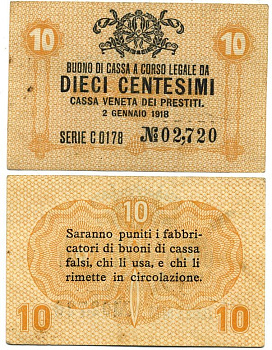 10 10
BUONO DI CASSA A CORSO LEGALE DA
DIECI CENTESIMI
CASSA VENETA DEI PRESTITI.
2 GENNAIO 1918
SERIE C 0178 No 02,720
10
Saranno puniti i fabbri-
catori di buoni di cassa
falsi, chi li usa, e chi li
rimette in circolazione.
10 10